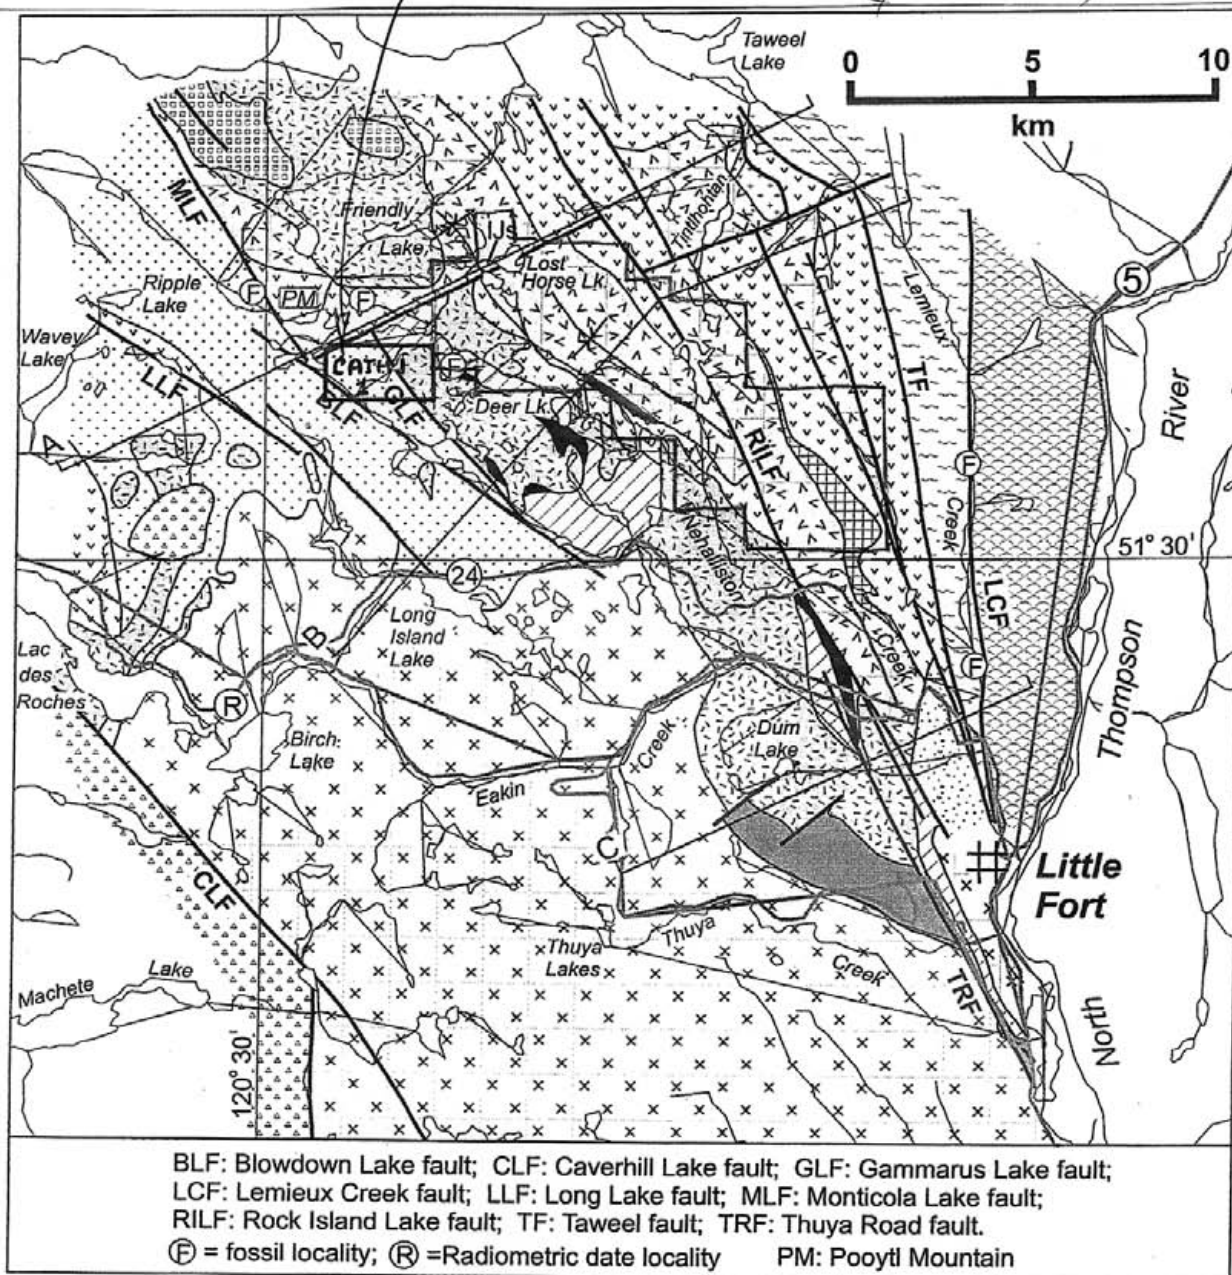 Taweel
Lake
0 5 10
km
MLF
Friendly
Lake
IJs
Tintlhohtan
Lk.
Lost
Horse Lk.
Lemieux
5
Ripple
Lake
F
PM
F
Wavey
Lake
LLF
CATHI
F
BLF
GLF
Deer Lk.
TF
River
A
RILF
F
Creek
Nehalliston
51° 30'
24
LCF
B
Long
Island
Lake
Creek
F
Thompson
Lac
des
Roches
R
Birch
Lake
Dum
Lake
Creek
Eakin
C
Little
Fort
CLF
Thuya
Thuya
Lakes
Creek
TRF
Lake
Machete
North
120° 30'
BLF: Blowdown Lake fault; CLF: Caverhill Lake fault; GLF: Gammarus Lake fault;
LCF: Lemieux Creek fault; LLF: Long Lake fault; MLF: Monticola Lake fault;
RILF: Rock Island Lake fault; TF: Taweel fault; TRF: Thuya Road fault.
F = fossil locality; R =Radiometric date locality PM: Pooytl Mountain